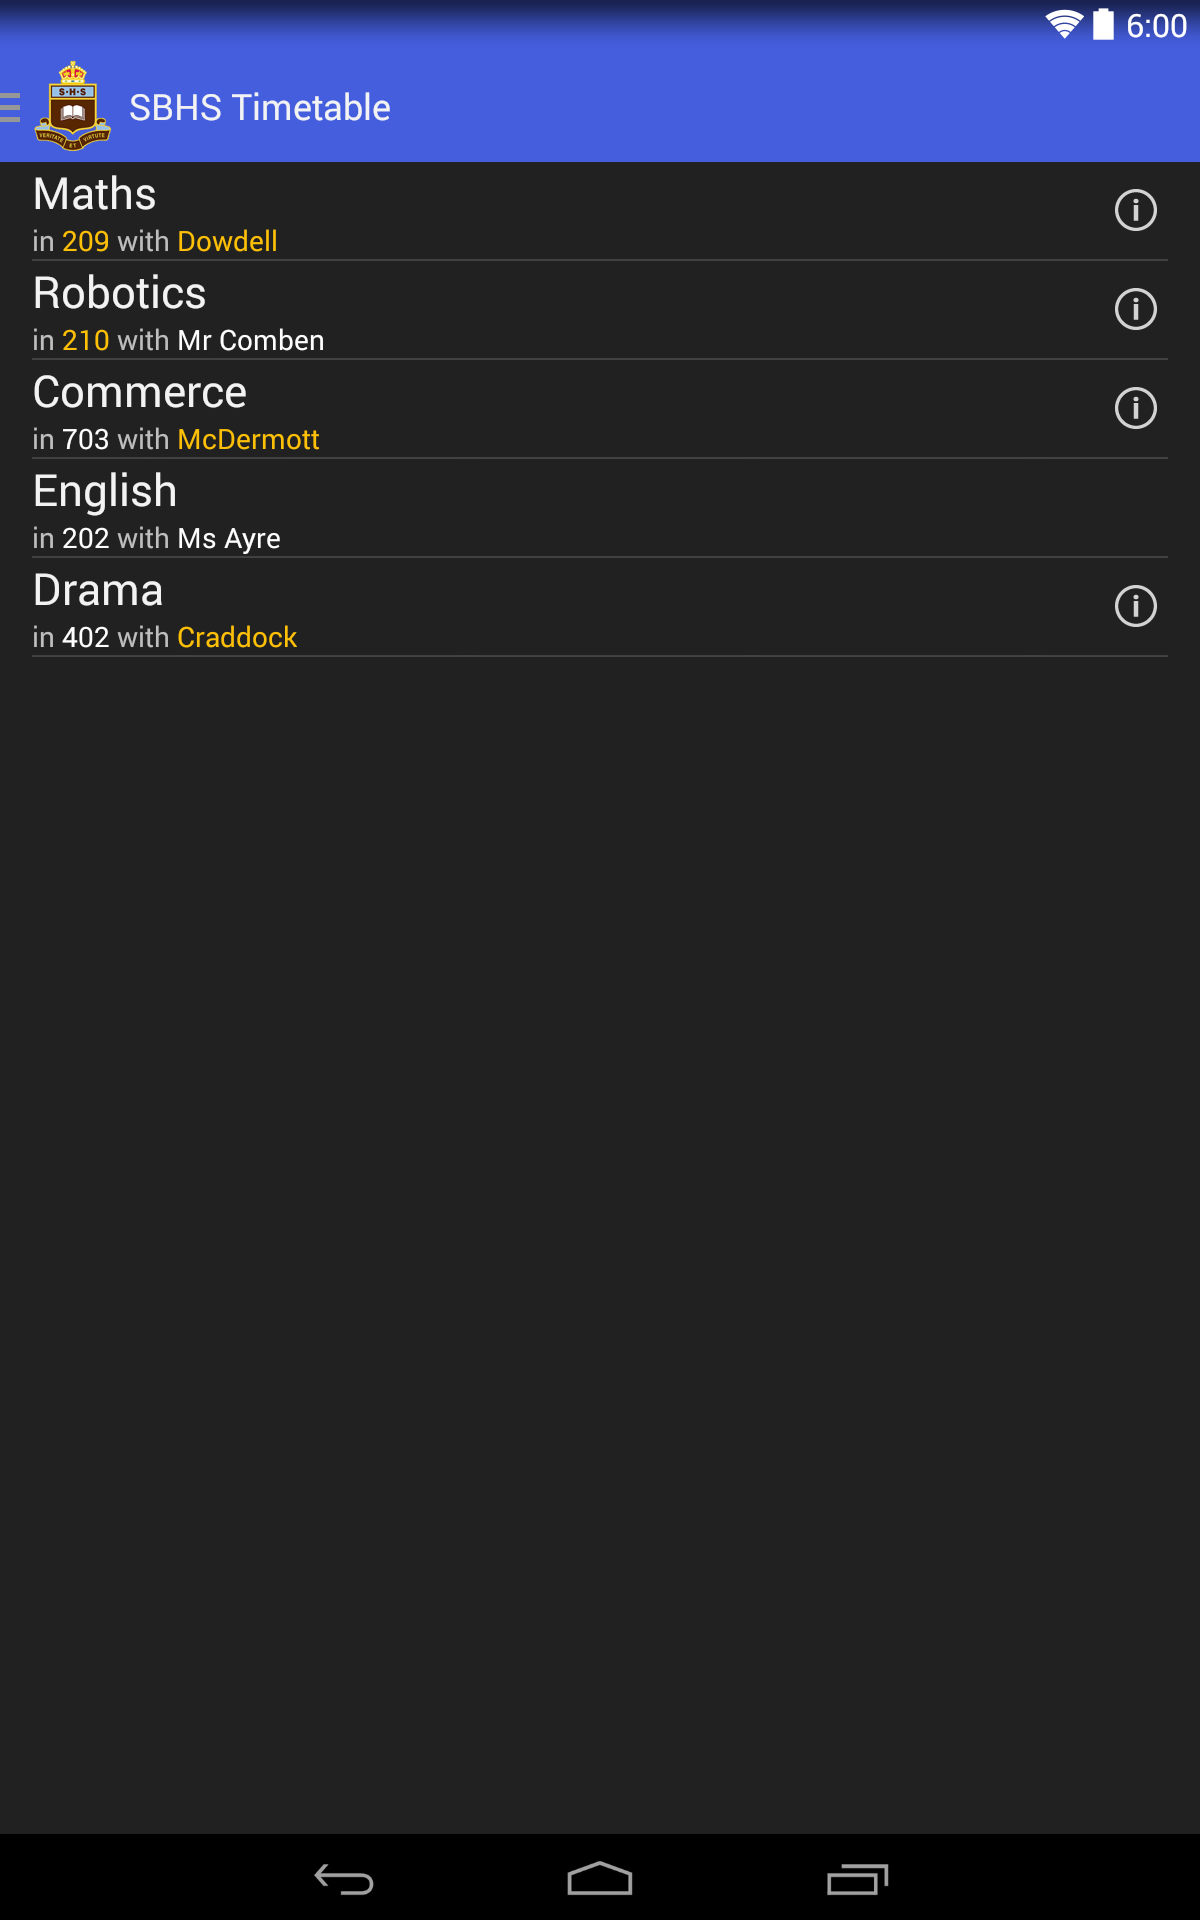 6:00
S·H·S
VERITATE ET VIRTUTE
SBHS Timetable
Maths
in 209 with Dowdell
Robotics
in 210 with Mr Comben
Commerce
in 703 with McDermott
English
in 202 with Ms Ayre
Drama
in 402 with Craddock